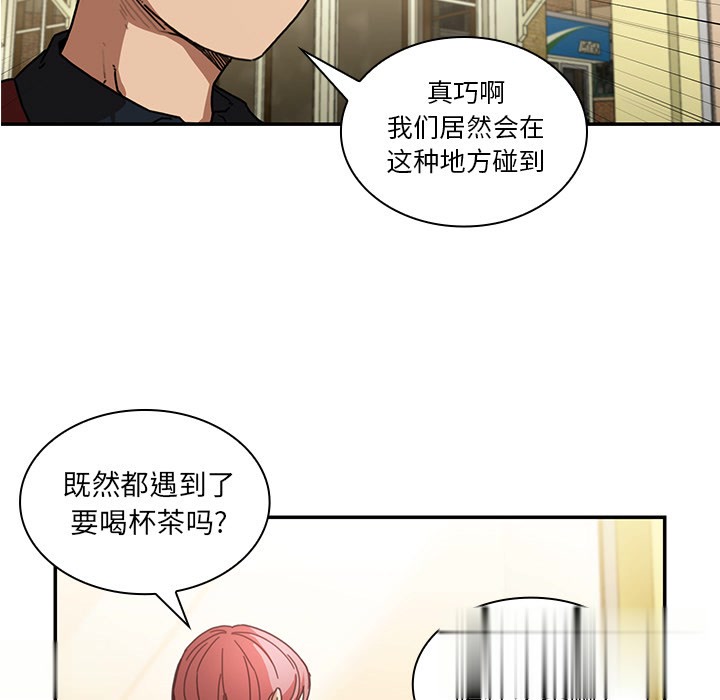 真巧啊
我们居然会在
这种地方碰到
既然都遇到了
要喝杯茶吗?